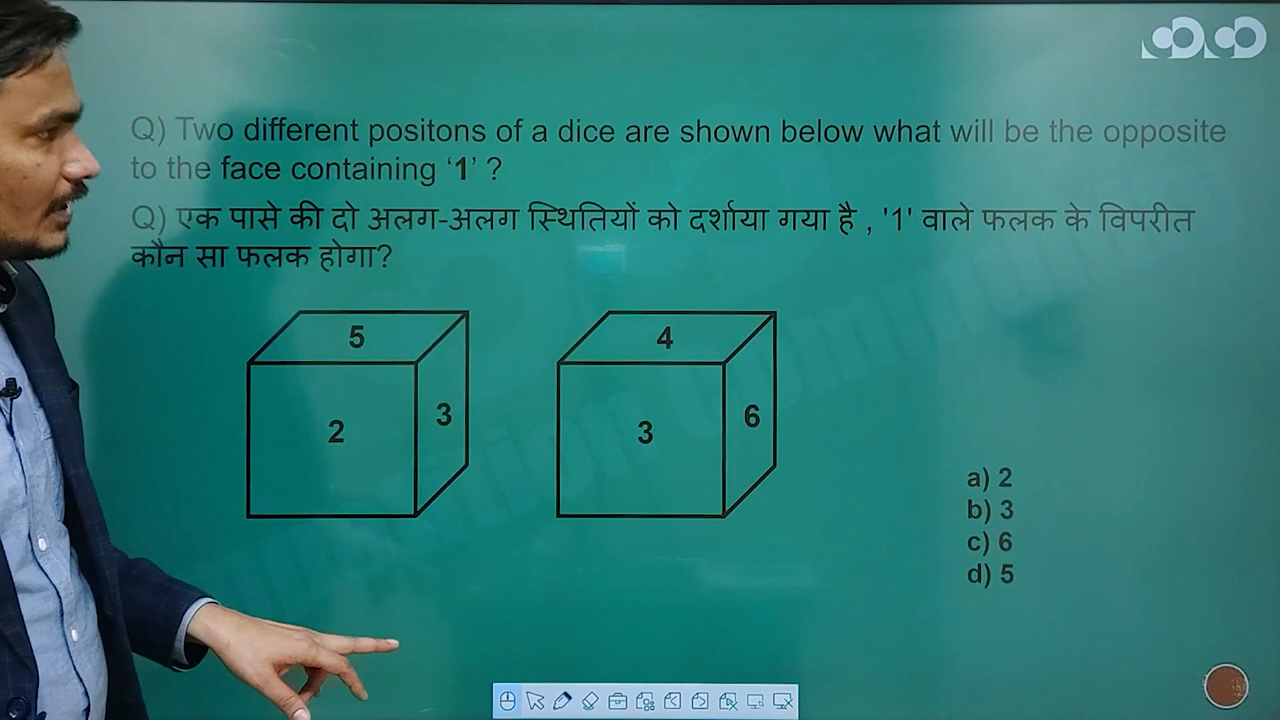 Q) Two different positons of a dice are shown below what will be the opposite
to the face containing ‘1’ ?
Q) एक पासे की दो अलग-अलग स्थितियों को दर्शाया गया है , '1' वाले फलक के विपरीत
कौन सा फलक होगा?
5
4
2
3
3
6
a) 2
b) 3
c) 6
d) 5